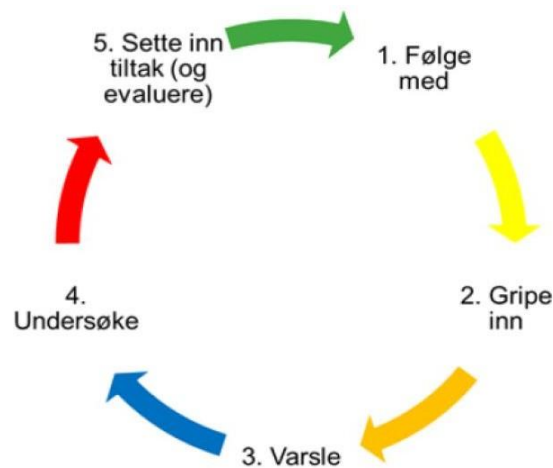 1. Følge
med
2. Gripe
inn
3. Varsle
4.
Undersøke
5. Sette inn
tiltak (og
evaluere)